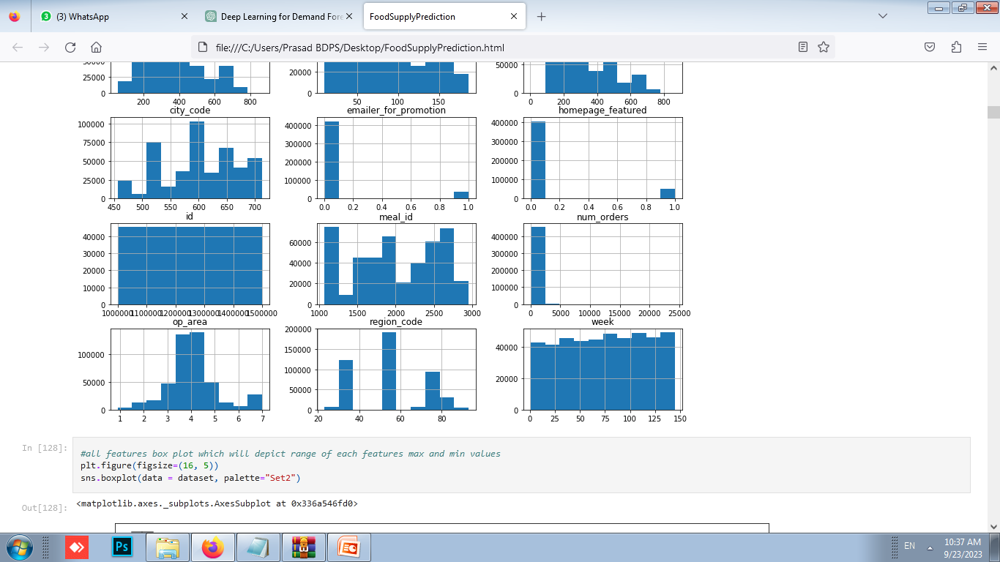 (3) WhatsApp
Deep Learning for Demand Fore
FoodSupplyPrediction
file:///C:/Users/Prasad BDPS/Desktop/FoodSupplyPrediction.html
50000
25000
0
200 400 600 800
20000
0
50 100 150
50000
0
0 200 400 600 800
city_code
100000
75000
50000
25000
0
450 500 550 600 650 700
emailer_for_promotion
400000
300000
200000
100000
0
0.0 0.2 0.4 0.6 0.8 1.0
homepage_featured
400000
300000
200000
100000
0
0.0 0.2 0.4 0.6 0.8 1.0
id
40000
30000
20000
10000
0
1000000 1100000 1200000 1300000 1400000 1500000
meal_id
60000
40000
20000
0
1000 1500 2000 2500 3000
num_orders
400000
300000
200000
100000
0
0 5000 10000 15000 20000 25000
op_area
100000
50000
0
1 2 3 4 5 6 7
region_code
200000
150000
100000
50000
0
20 40 60 80
week
40000
20000
0
0 25 50 75 100 125 150
In [128]:
#all features box plot which will depict range of each features max and min values
plt.figure(figsize=(16, 5))
sns.boxplot(data = dataset, palette="Set2")
Out[128]:
<matplotlib.axes._subplots.AxesSubplot at 0x336a546fd0>
Ps
EN
10:37 AM
9/23/2023